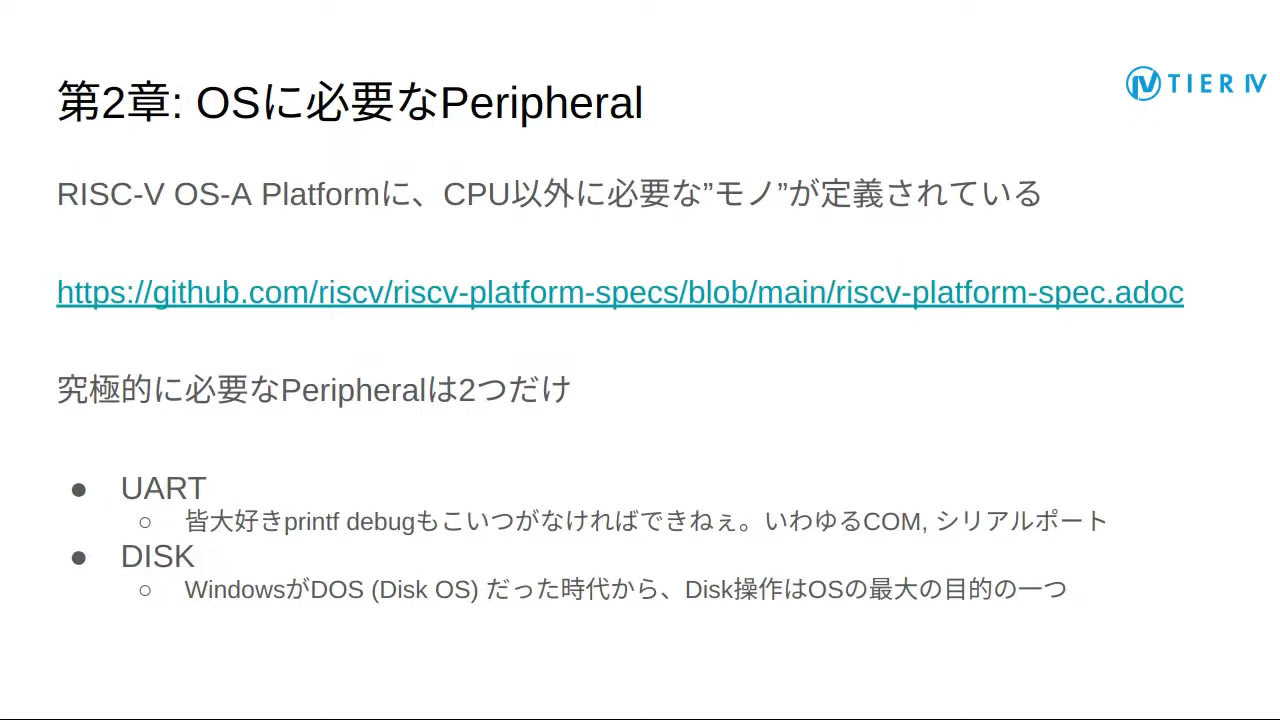 第2章: OSに必要なPeripheral
TIER IV
RISC-V OS-A Platformに、CPU以外に必要な”モノ”が定義されている
https://github.com/riscv/riscv-platform-specs/blob/main/riscv-platform-spec.adoc
究極的に必要なPeripheralは2つだけ
● UART
○ 皆大好きprintf debugもこいつがなければできねぇ。いわゆるCOM, シリアルポート
● DISK
○ WindowsがDOS (Disk OS) だった時代から、Disk操作はOSの最大の目的の一つ